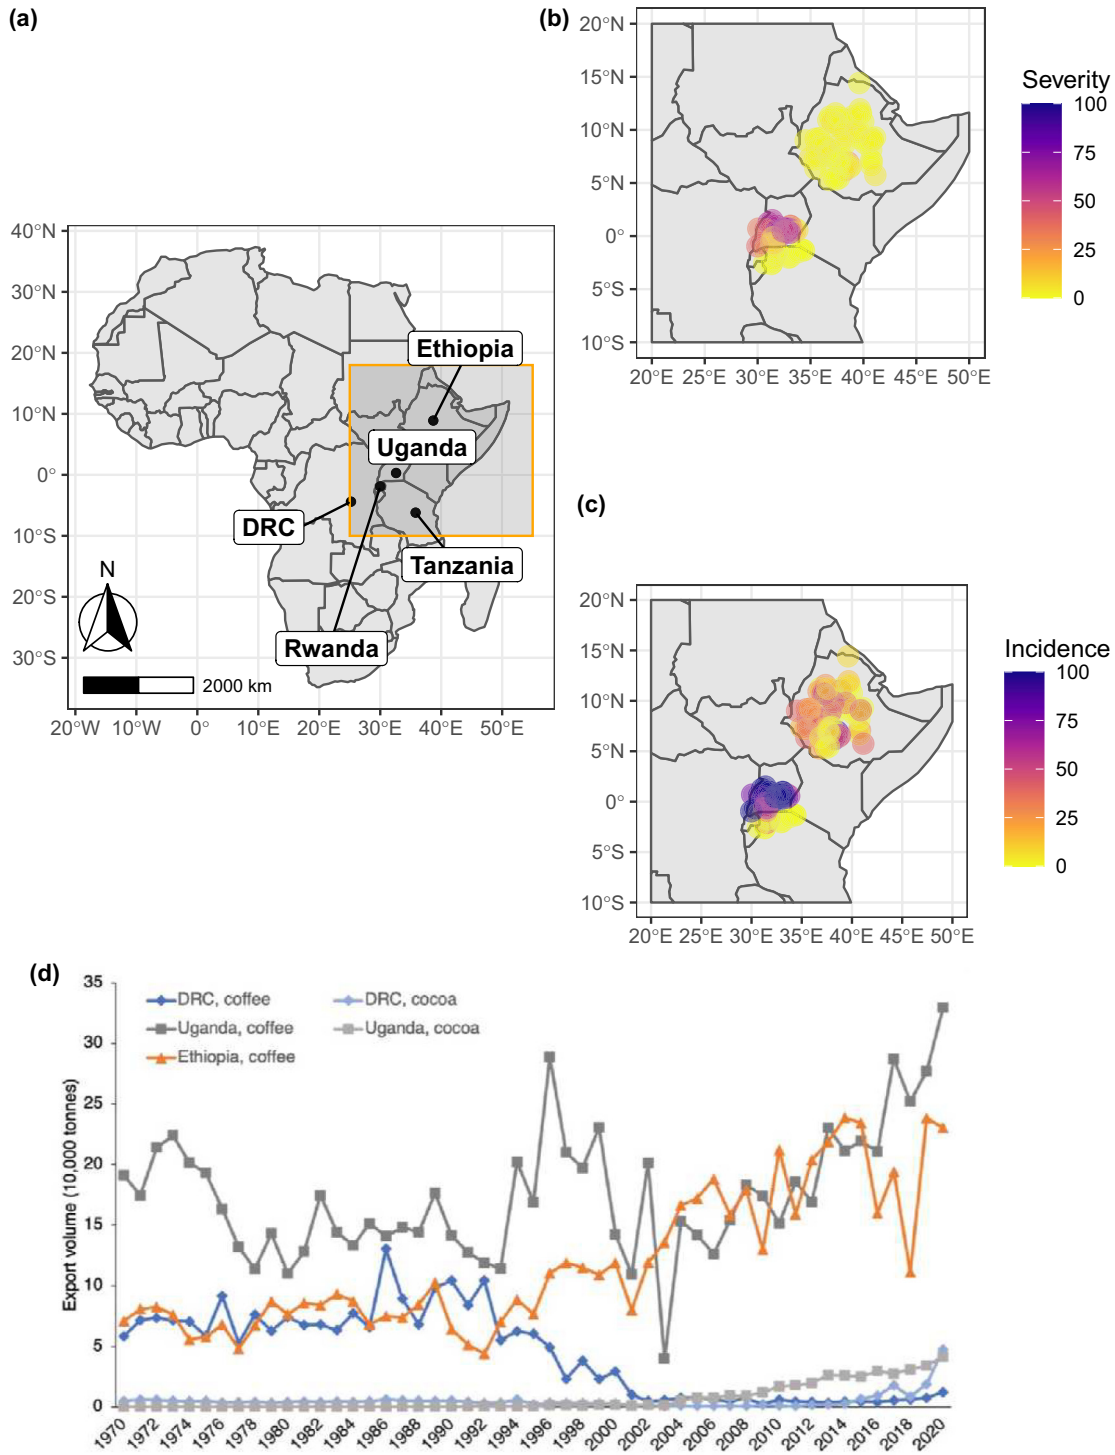 (a)
40°N
30°N
20°N
10°N
0°
10°S
20°S
30°S
20°W 10°W 0° 10°E 20°E 30°E 40°E 50°E
Ethiopia
Uganda
DRC
Tanzania
Rwanda
N
2000 km
(b)
20°N
15°N
10°N
5°N
0°
5°S
10°S
20°E 25°E 30°E 35°E 40°E 45°E 50°E
Severity
100
75
50
25
0
(c)
20°N
15°N
10°N
5°N
0°
5°S
10°S
20°E 25°E 30°E 35°E 40°E 45°E 50°E
Incidence
100
75
50
25
0
(d)
Export volume (10,000 tonnes)
35
30
25
20
15
10
5
0
DRC, coffee DRC, cocoa
Uganda, coffee Uganda, cocoa
Ethiopia, coffee
1970 1972 1974 1976 1978 1980 1982 1984 1986 1988 1990 1992 1994 1996 1998 2000 2002 2004 2006 2008 2010 2012 2014 2016 2018 2020